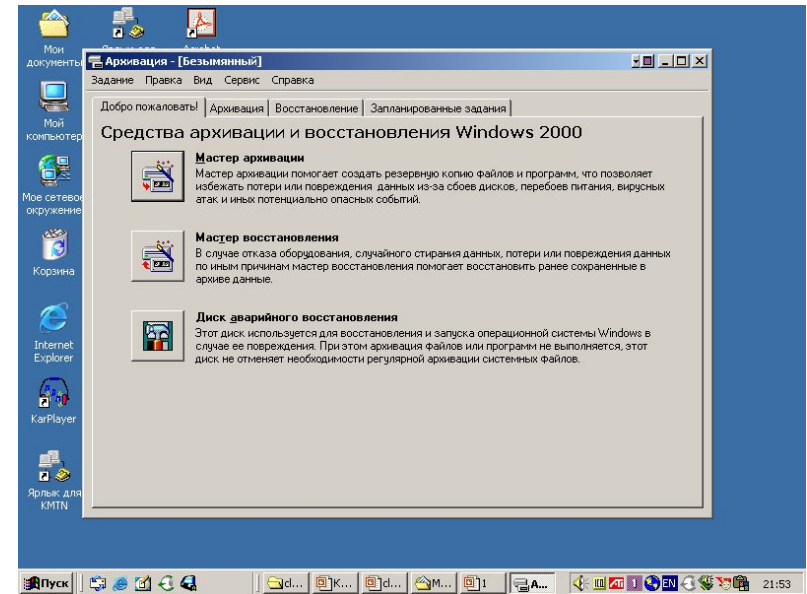 Мои
документы
Архивация - [Безымянный]
Задание Правка Вид Сервис Справка
Добро пожаловать! Архивация Восстановление Запланированные задания
Средства архивации и восстановления Windows 2000
Мастер архивации
Мастер архивации помогает создать резервную копию файлов и программ, что позволяет
избежать потери или повреждения данных из-за сбоев дисков, перебоев питания, вирусных
атак и иных потенциально опасных событий.
Мастер восстановления
В случае отказа оборудования, случайного стирания данных, потери или повреждения данных
по иным причинам мастер восстановления помогает восстановить ранее сохраненные в
архиве данные.
Диск аварийного восстановления
Этот диск используется для восстановления и запуска операционной системы Windows в
случае ее повреждения. При этом архивация файлов или программ не выполняется, этот
диск не отменяет необходимости регулярной архивации системных файлов.
Мой
компьютер
Мое сетевое
окружение
Корзина
Internet
Explorer
KarPlayer
Ярлык для
KMTN
Пуск
cl...
К...
cl...
М...
1
А...
EN
21:53